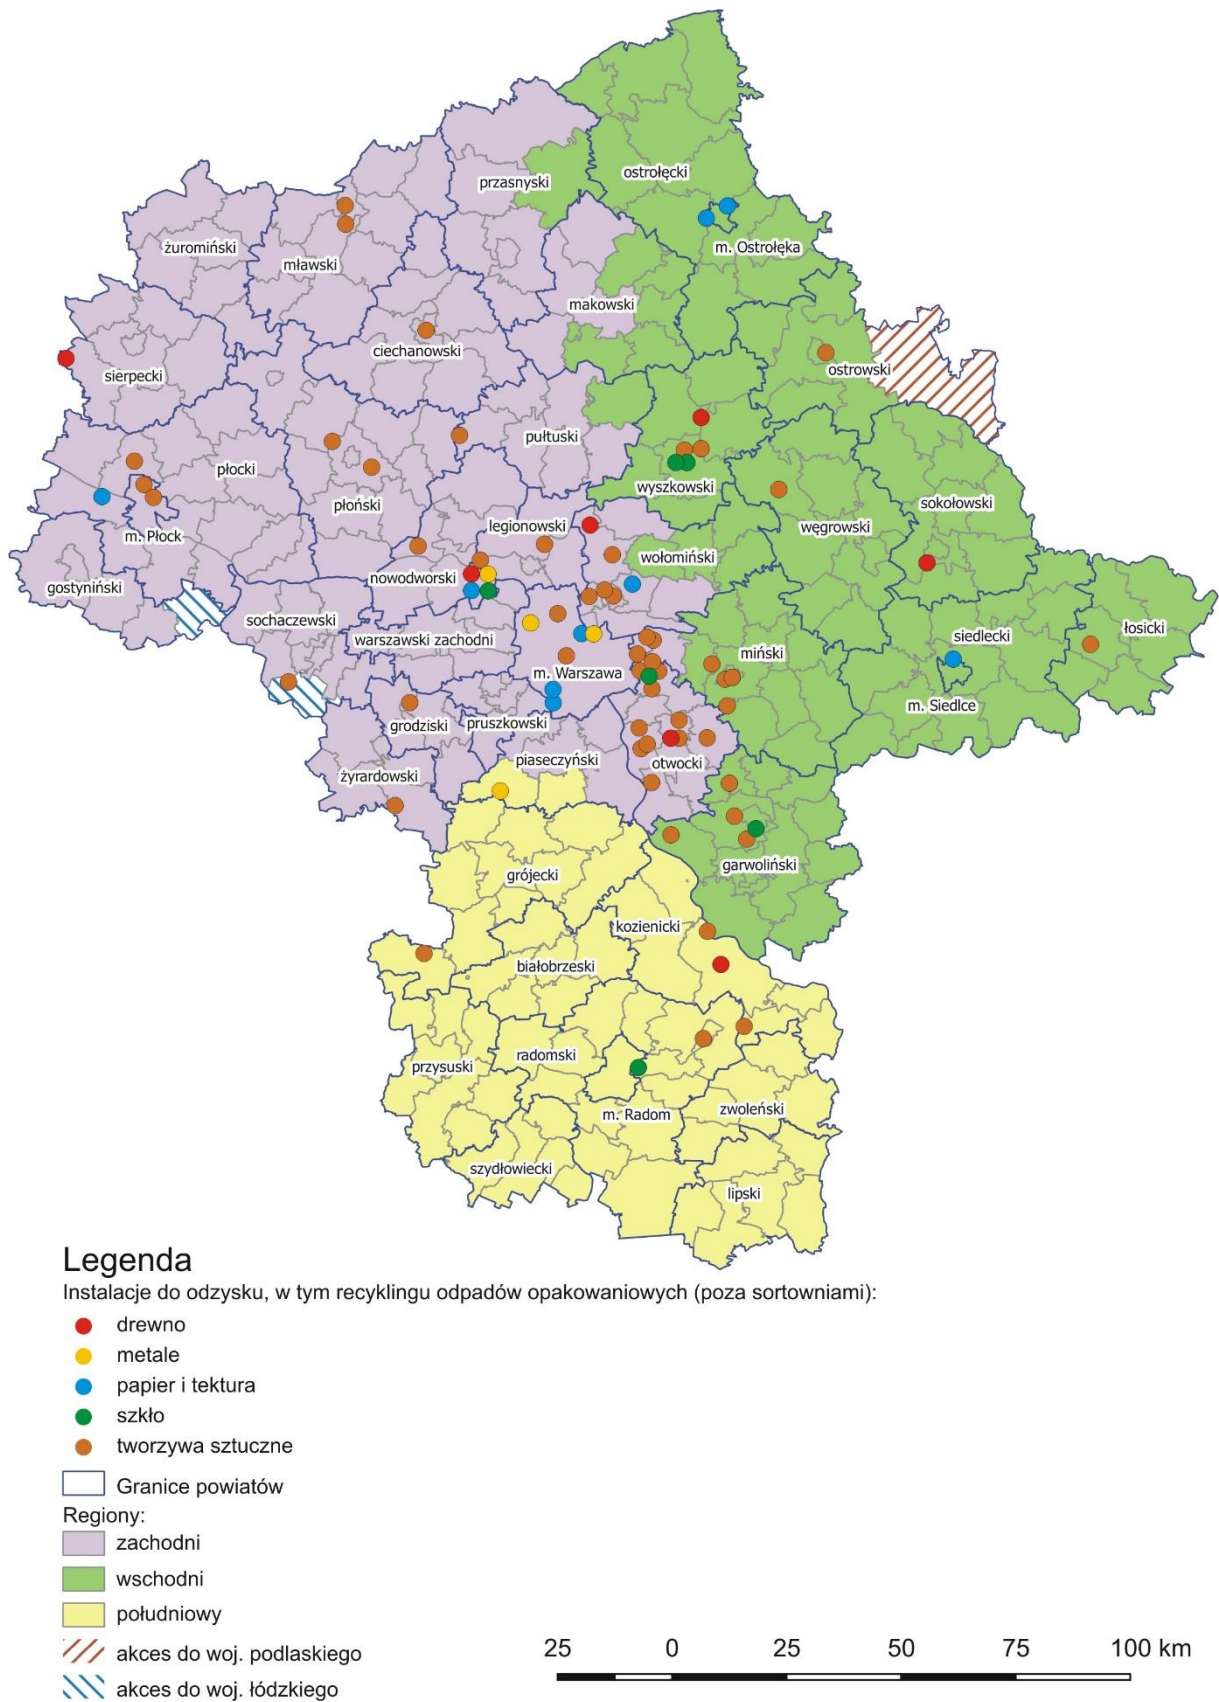 ostrołęcki
przasnyski
m. Ostrołęka
żuromiński
mławski
makowski
ciechanowski
ostrowski
sierpecki
pułtuski
płocki
wyszkowski
sokołowski
płoński
legionowski
węgrowski
m. Płock
wołomiński
nowodworski
gostyniński
sochaczewski
warszawski zachodni
siedlecki
łosicki
miński
m. Warszawa
m. Siedlce
grodziski
pruszkowski
piaseczyński
otwocki
żyrardowski
garwoliński
grójecki
kozienicki
białobrzeski
radomski
przysuski
m. Radom
zwoleński
szydłowiecki
lipski
Legenda
Instalacje do odzysku, w tym recyklingu odpadów opakowaniowych (poza sortowniami):
drewno
metale
papier i tektura
szkło
tworzywa sztuczne
Granice powiatów
Regiony:
zachodni
wschodni
południowy
akces do woj. podlaskiego
akces do woj. łódzkiego
25 0 25 50 75 100 km